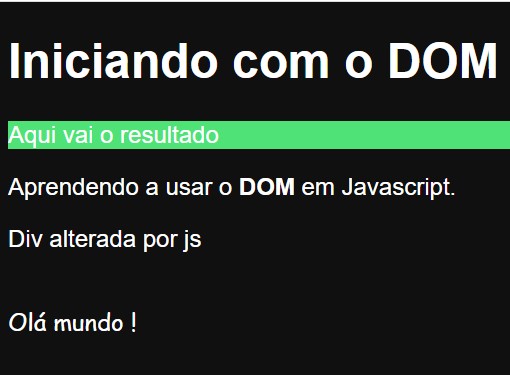 Iniciando com o DOM
Aqui vai o resultado
Aprendendo a usar o DOM em Javascript.
Div alterada por js
Olá mundo !